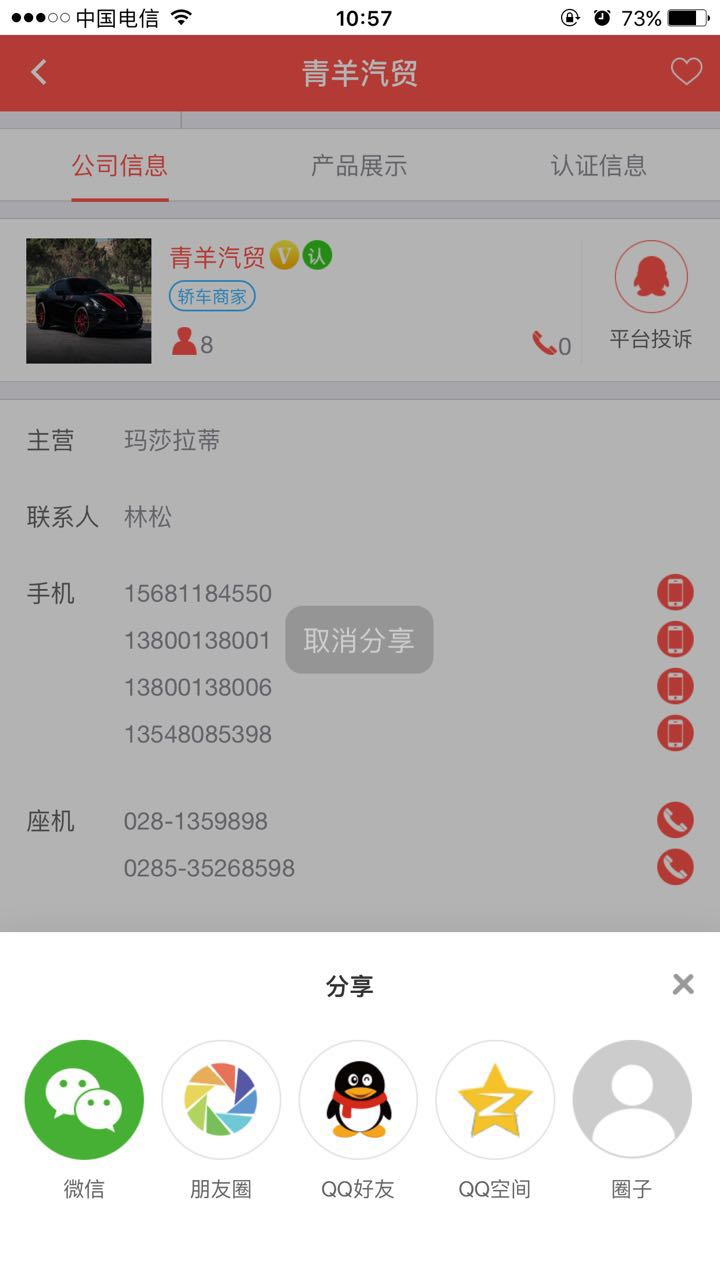 中国电信 10:57 73%
青羊汽贸
公司信息 产品展示 认证信息
青羊汽贸 V 认
轿车商家
8 0 平台投诉
主营 玛莎拉蒂
联系人 林松
手机 15681184550
13800138001
取消分享
13800138006
13548085398
座机 028-1359898
0285-35268598
分享
微信 朋友圈 QQ好友 QQ空间 圈子